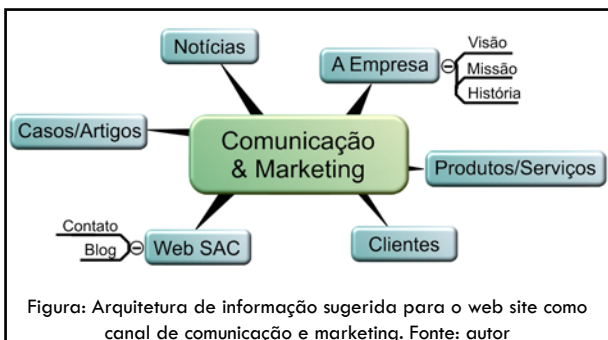 Notícias
A Empresa
Visão
Missão
História
Casos/Artigos
Comunicação
& Marketing
Produtos/Serviços
Contato
Blog
Web SAC
Clientes
Figura: Arquitetura de informação sugerida para o web site como
canal de comunicação e marketing. Fonte: autor